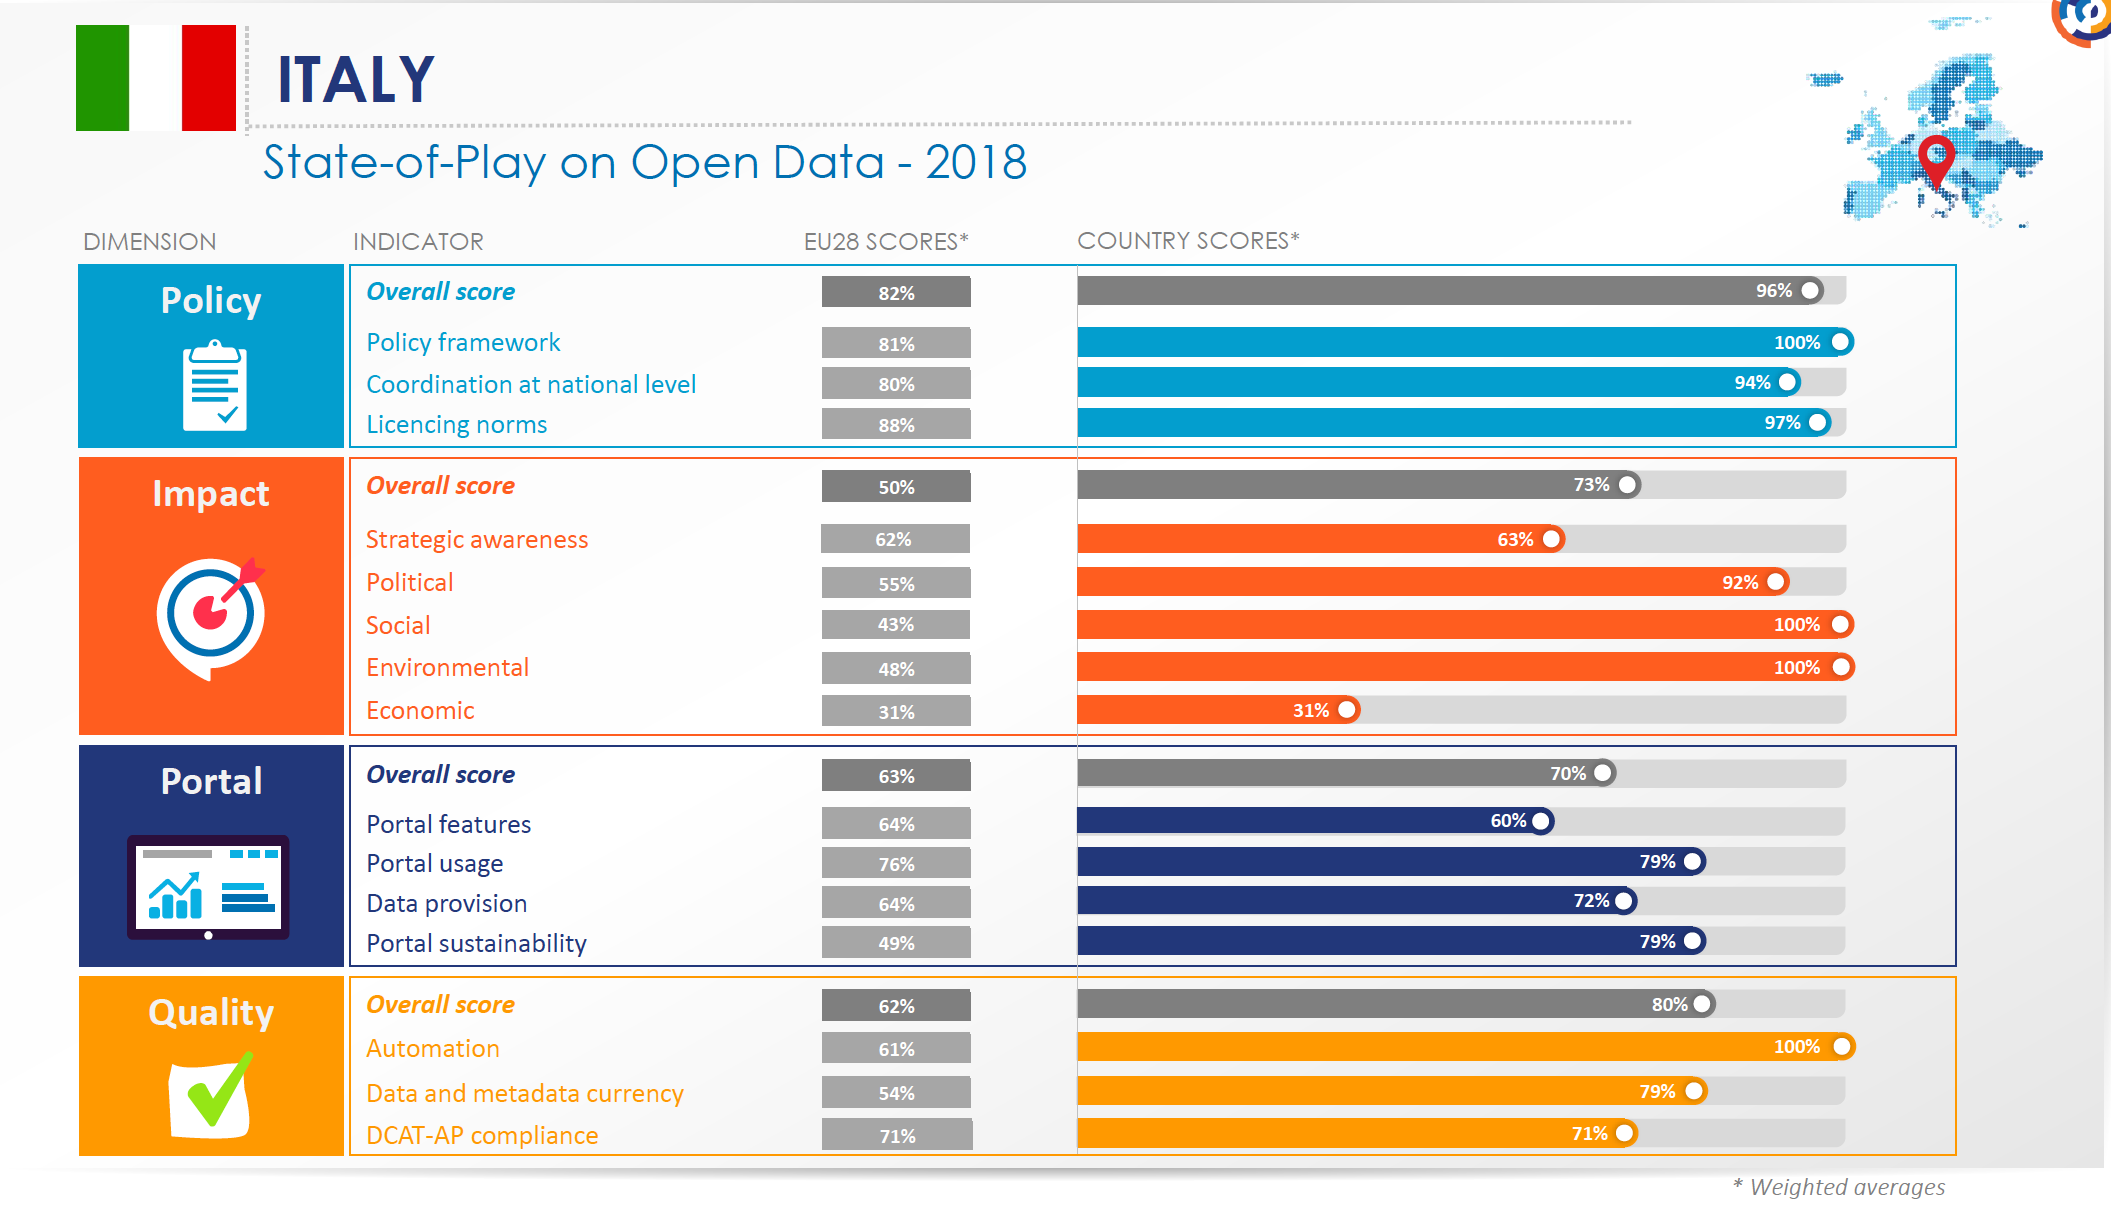 ITALY
State-of-Play on Open Data - 2018
DIMENSION INDICATOR EU28 SCORES* COUNTRY SCORES*
Policy
Overall score 82% 96%
Policy framework 81% 100%
Coordination at national level 80% 94%
Licencing norms 88% 97%
Impact
Overall score 50% 73%
Strategic awareness 62% 63%
Political 55% 92%
Social 43% 100%
Environmental 48% 100%
Economic 31% 31%
Portal
Overall score 63% 70%
Portal features 64% 60%
Portal usage 76% 79%
Data provision 64% 72%
Portal sustainability 49% 79%
Quality
Overall score 62% 80%
Automation 61% 100%
Data and metadata currency 54% 79%
DCAT-AP compliance 71% 71%
* Weighted averages